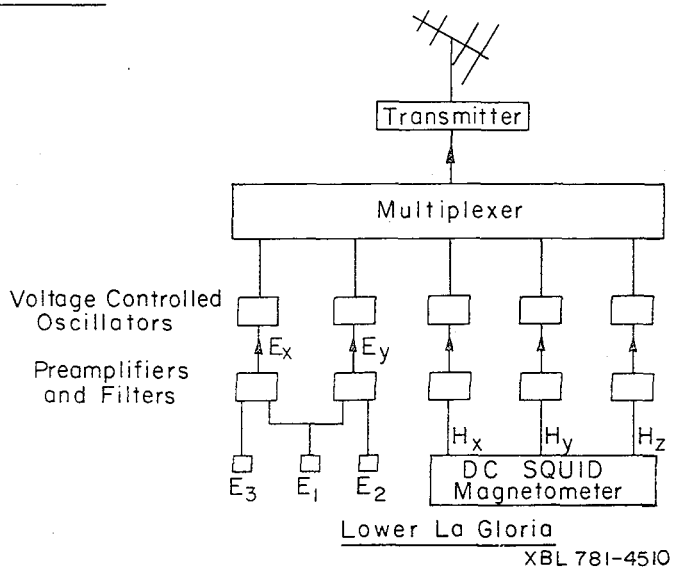 Transmitter
Multiplexer
Voltage Controlled
Oscillators
Ex
Ey
Preamplifiers
and Filters
Hx
Hy
Hz
E3
E1
E2
DC SQUID
Magnetometer
Lower La Gloria
XBL 781-4510